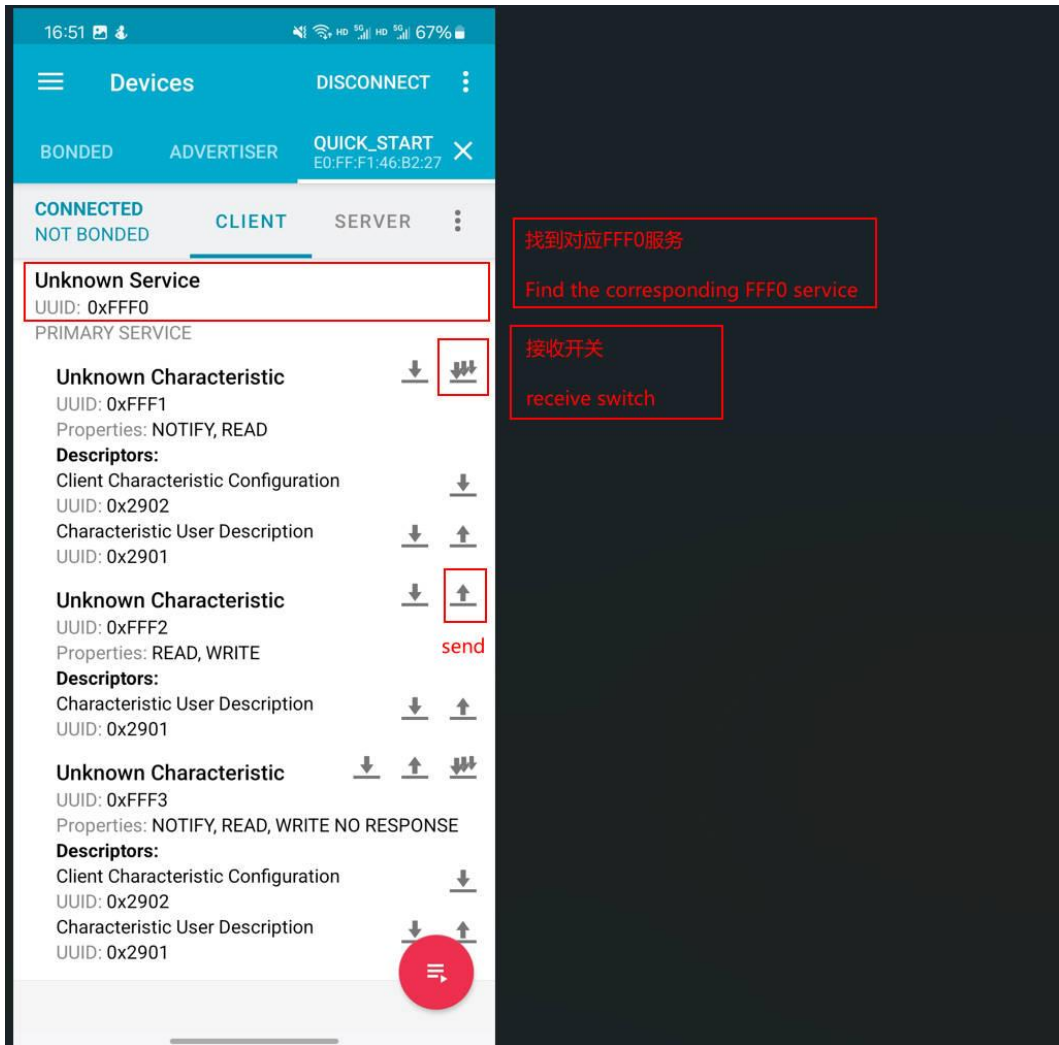 16:51 HD 5G HD 5G 67%
Devices DISCONNECT
BONDED ADVERTISER QUICK_START
E0:FF:F1:46:B2:27
CONNECTED
NOT BONDED
CLIENT SERVER
找到对应FFF0服务
Find the corresponding FFF0 service
Unknown Service
UUID: 0xFFF0
PRIMARY SERVICE
接收开关
receive switch
Unknown Characteristic
UUID: 0xFFF1
Properties: NOTIFY, READ
Descriptors:
Client Characteristic Configuration
UUID: 0x2902
Characteristic User Description
UUID: 0x2901
Unknown Characteristic
UUID: 0xFFF2
send
Properties: READ, WRITE
Descriptors:
Characteristic User Description
UUID: 0x2901
Unknown Characteristic
UUID: 0xFFF3
Properties: NOTIFY, READ, WRITE NO RESPONSE
Descriptors:
Client Characteristic Configuration
UUID: 0x2902
Characteristic User Description
UUID: 0x2901